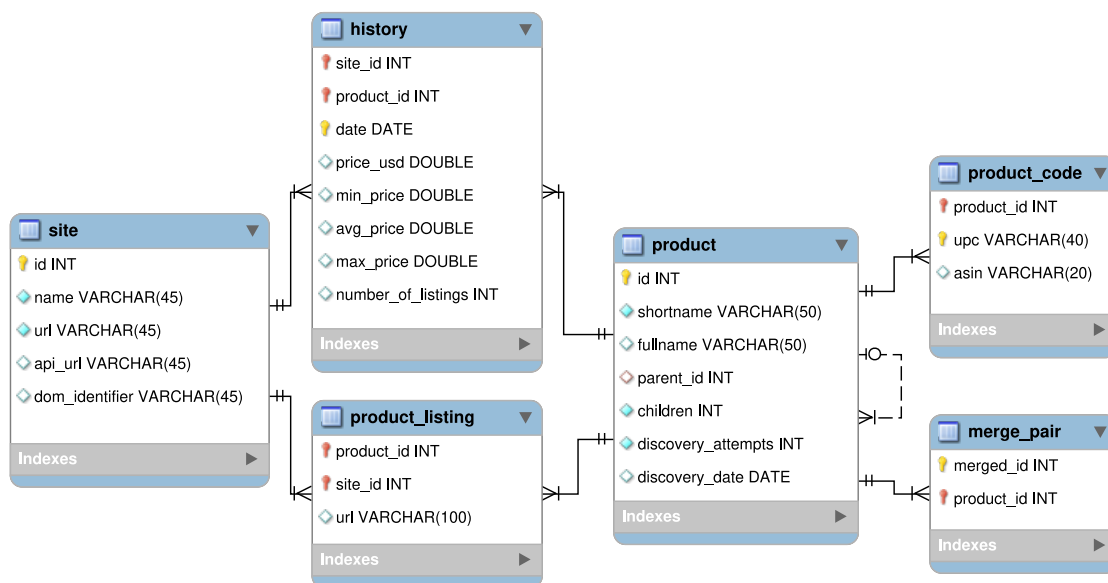 history
site_id INT
product_id INT
date DATE
price_usd DOUBLE
min_price DOUBLE
avg_price DOUBLE
max_price DOUBLE
number_of_listings INT
Indexes
site
id INT
name VARCHAR(45)
url VARCHAR(45)
api_url VARCHAR(45)
dom_identifier VARCHAR(45)
Indexes
product_listing
product_id INT
site_id INT
url VARCHAR(100)
Indexes
product
id INT
shortname VARCHAR(50)
fullname VARCHAR(50)
parent_id INT
children INT
discovery_attempts INT
discovery_date DATE
Indexes
product_code
product_id INT
upc VARCHAR(40)
asin VARCHAR(20)
Indexes
merge_pair
merged_id INT
product_id INT
Indexes